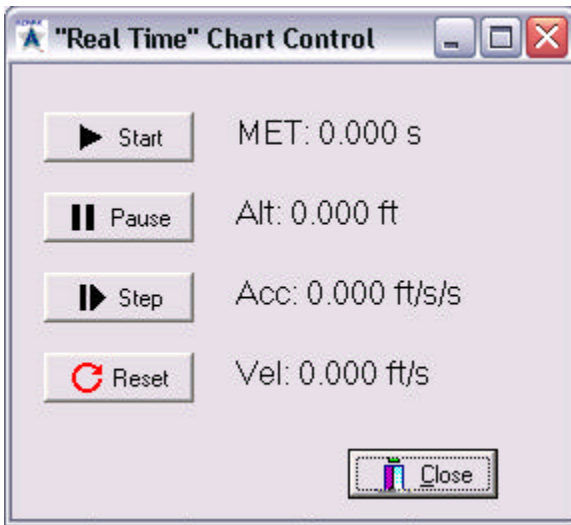 "Real Time" Chart Control
Start
MET: 0.000 s
Pause
Alt: 0.000 ft
Step
Acc: 0.000 ft/s/s
Reset
Vel: 0.000 ft/s
Close